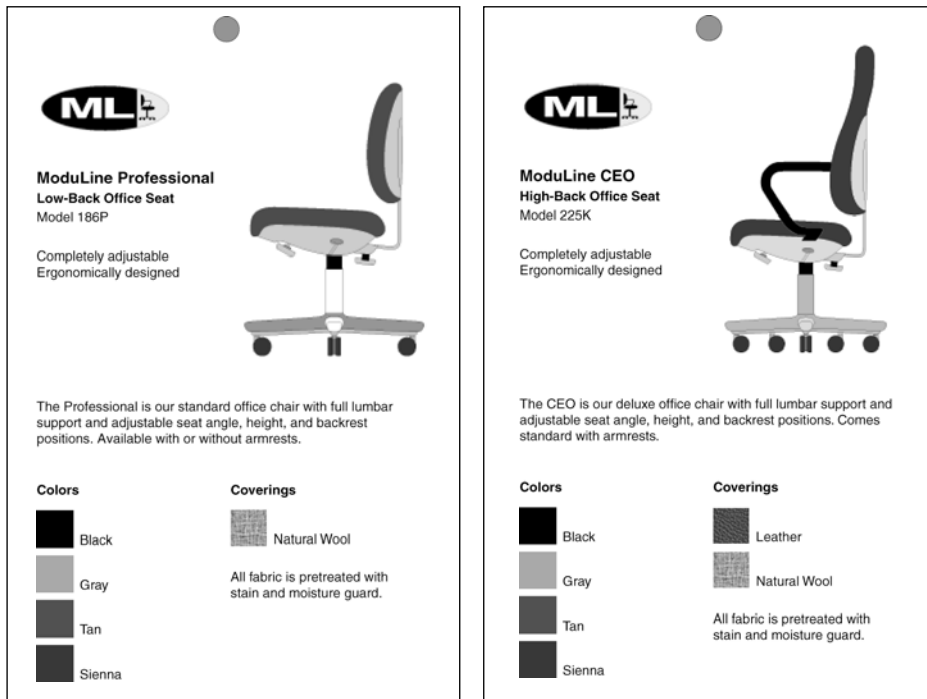 ML
ModuLine Professional
Low-Back Office Seat
Model 186P
Completely adjustable
Ergonomically designed
The Professional is our standard office chair with full lumbar
support and adjustable seat angle, height, and backrest
positions. Available with or without armrests.
Colors
Black
Gray
Tan
Sienna
Coverings
Natural Wool
All fabric is pretreated with
stain and moisture guard.
ML
ModuLine CEO
High-Back Office Seat
Model 225K
Completely adjustable
Ergonomically designed
The CEO is our deluxe office chair with full lumbar support and
adjustable seat angle, height, and backrest positions. Comes
standard with armrests.
Colors
Black
Gray
Tan
Sienna
Coverings
Leather
Natural Wool
All fabric is pretreated with
stain and moisture guard.